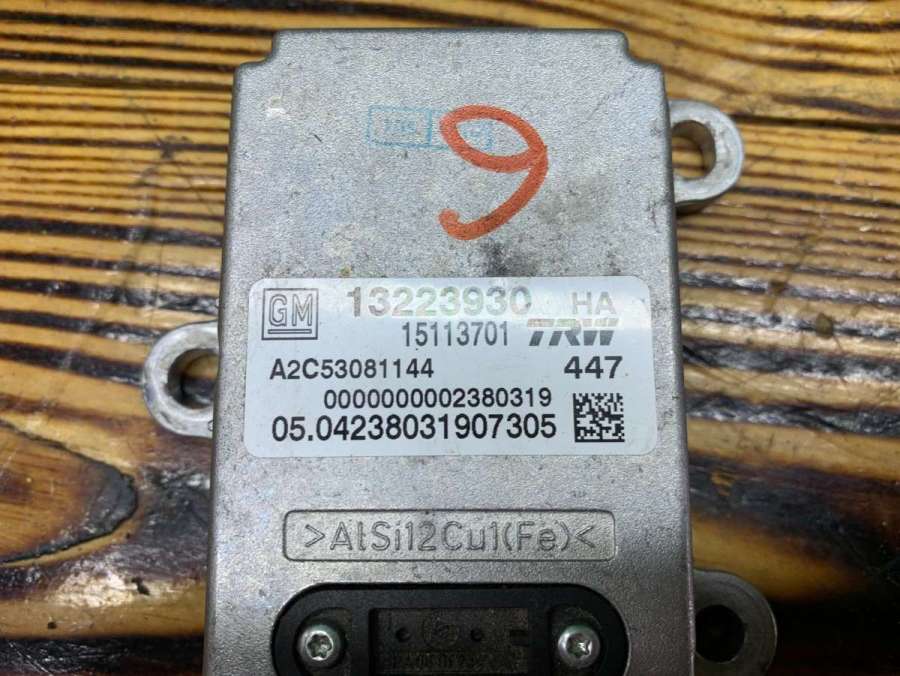 9
GM 13223930 HA
15113701 TRW
A2C53081144 447
0000000002380319
05.04238031907305
>AlSi12Cu1(Fe)<